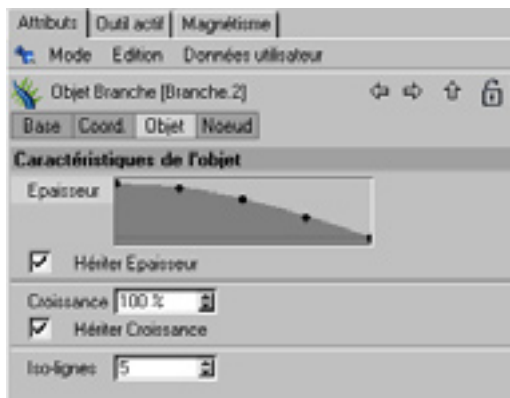 Attributs Outil actif Magnétisme
Mode Edition Données utilisateur
Objet Branche [Branche.2]
Base Coord. Objet Noeud
Caractéristiques de l'objet
Epaisseur
Hériter Epaisseur
Croissance 100 %
Hériter Croissance
Iso-lignes 5